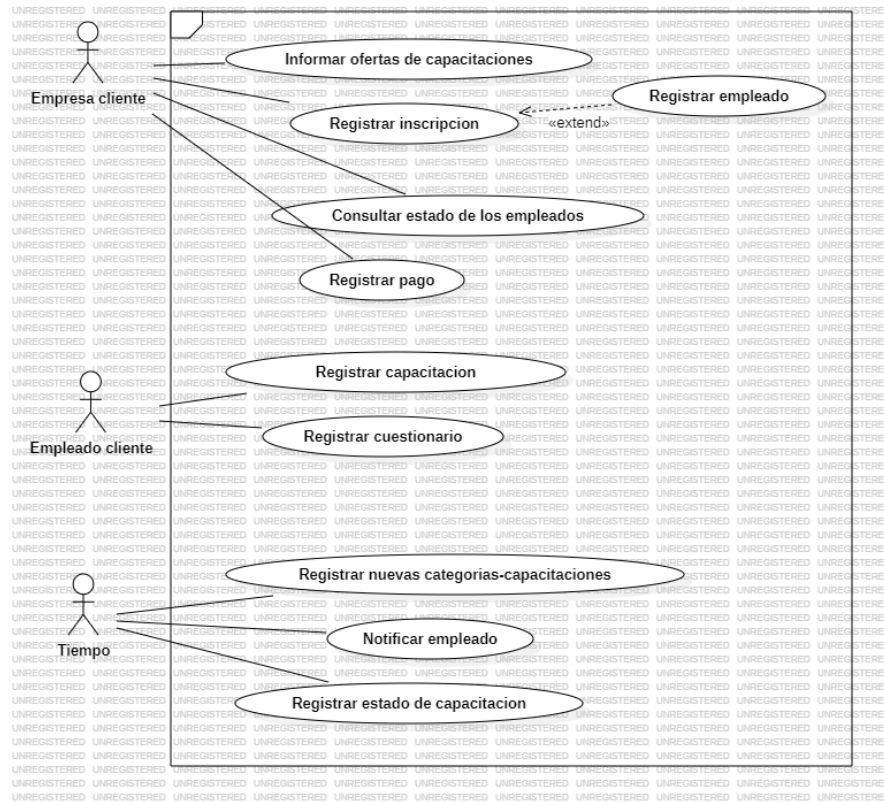 Empresa cliente
Informar ofertas de capacitaciones
Registrar empleado
Registrar inscripcion
«extend»
Consultar estado de los empleados
Registrar pago
Registrar capacitacion
Empleado cliente
Registrar cuestionario
Registrar nuevas categorias-capacitaciones
Tiempo
Notificar empleado
Registrar estado de capacitacion
UNREGISTERED